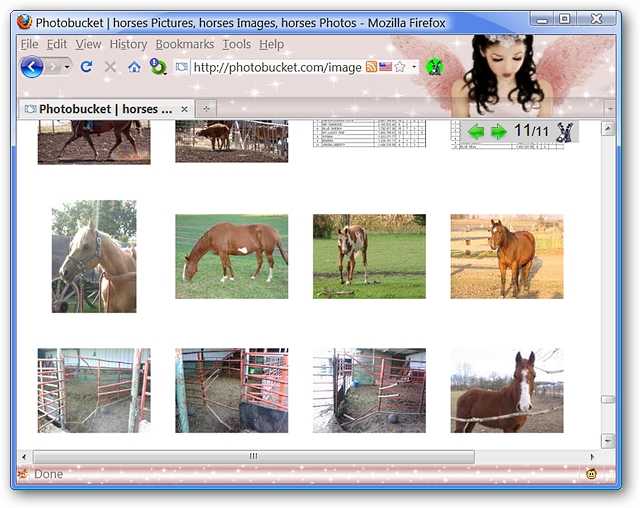 Photobucket | horses Pictures, horses Images, horses Photos - Mozilla Firefox
File Edit View History Bookmarks Tools Help
http://photobucket.com/image
Photobucket | horses ...
11/11
Done